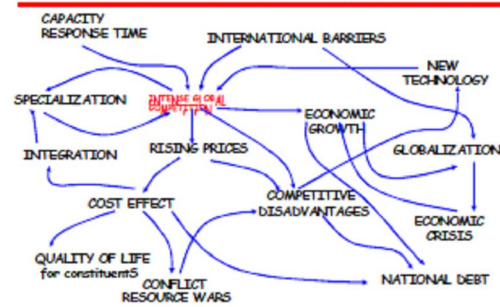 CAPACITY
RESPONSE TIME
INTERNATIONAL BARRIERS
NEW
TECHNOLOGY
SPECIALIZATION
INTENSE GLOBAL
COMPETITION
ECONOMIC
GROWTH
INTEGRATION
RISING PRICES
GLOBALIZATION
COST EFFECT
COMPETITIVE
DISADVANTAGES
ECONOMIC
CRISIS
QUALITY OF LIFE
for constituentS
CONFLICT
RESOURCE WARS
NATIONAL DEBT